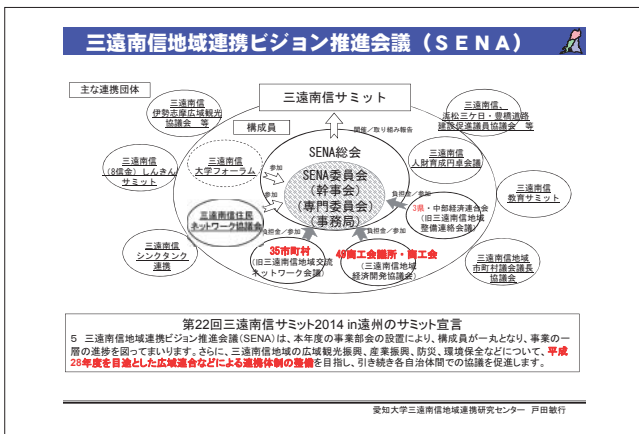 三遠南信地域連携ビジョン推進会議（ＳＥＮＡ）
主な連携団体
三遠南信サミット
三遠南信
伊勢志摩広域観光
協議会　等
三遠南信、
浜松三ケ日・豊橋道路
建設促進議員協議会　等
構成員
開催／取り組み報告
SENA総会
三遠南信
大学フォーラム
三遠南信
人財育成円卓会議
三遠南信
（8信金）しんきん
サミット
参加
SENA委員会
（幹事会）
（専門委員会）
（事務局）
負担金／参加
三遠南信
教育サミット
参加
3県・中部経済連合会
（旧三遠南信地域
整備連絡会議）
三遠南信住民
ネットワーク協議会
負担金／参加
負担金／参加
三遠南信
シンクタンク
連携
35市町村
（旧三遠南信地域交流
ネットワーク会議）
49商工会議所・商工会
（三遠南信地域
経済開発協議会）
三遠南信地域
市町村議会議長
協議会
第22回三遠南信サミット2014 in遠州のサミット宣言
５　三遠南信地域連携ビジョン推進会議（SENA）は、本年度の事業部会の設置により、構成員が一丸となり、事業の一
層の進捗を図ってまいります。さらに、三遠南信地域の広域観光振興、産業振興、防災、環境保全などについて、平成
28年度を目途とした広域連合などによる連携体制の整備を目指し、引き続き各自治体間での協議を促進します。
愛知大学三遠南信地域連携研究センター　戸田敏行